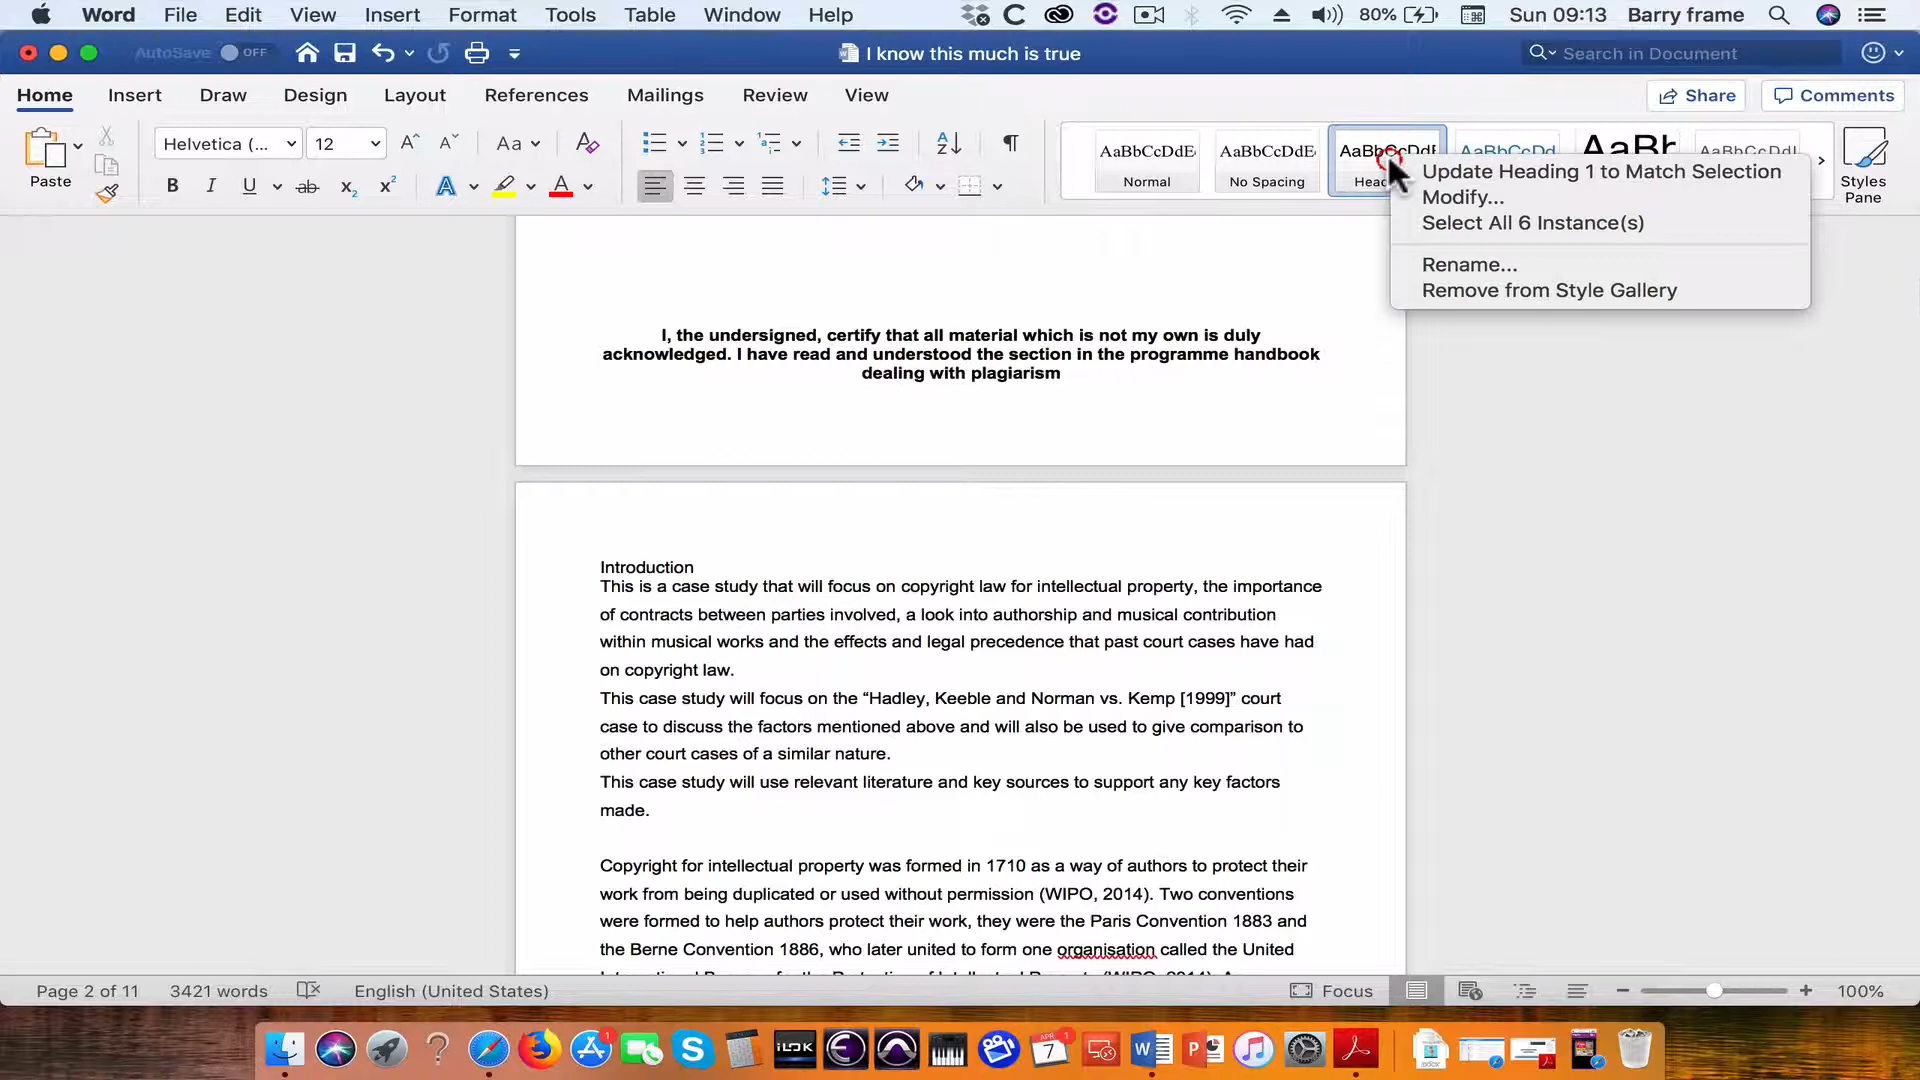 Word File Edit View Insert Format Tools Table Window Help 80% Sun 09:13 Barry frame
AutoSave OFF I know this much is true Search in Document
Home Insert Draw Design Layout References Mailings Review View Share Comments
Paste
Helvetica (... 12 Aa
B I U ab x2 x2 A A
AaBbCcDdE Normal
AaBbCcDdE No Spacing
AaBbCcDdE Head
AaBbCcDd
AaBb
AaBbCcDdI
Styles
Pane
Update Heading 1 to Match Selection
Modify...
Select All 6 Instance(s)
Rename...
Remove from Style Gallery
I, the undersigned, certify that all material which is not my own is duly
acknowledged. I have read and understood the section in the programme handbook
dealing with plagiarism
Introduction
This is a case study that will focus on copyright law for intellectual property, the importance
of contracts between parties involved, a look into authorship and musical contribution
within musical works and the effects and legal precedence that past court cases have had
on copyright law.
This case study will focus on the “Hadley, Keeble and Norman vs. Kemp [1999]” court
case to discuss the factors mentioned above and will also be used to give comparison to
other court cases of a similar nature.
This case study will use relevant literature and key sources to support any key factors
made.
Copyright for intellectual property was formed in 1710 as a way of authors to protect their
work from being duplicated or used without permission (WIPO, 2014). Two conventions
were formed to help authors protect their work, they were the Paris Convention 1883 and
the Berne Convention 1886, who later united to form one organisation called the United
Page 2 of 11 3421 words English (United States) Focus 100%
APR 7 1 iLOK